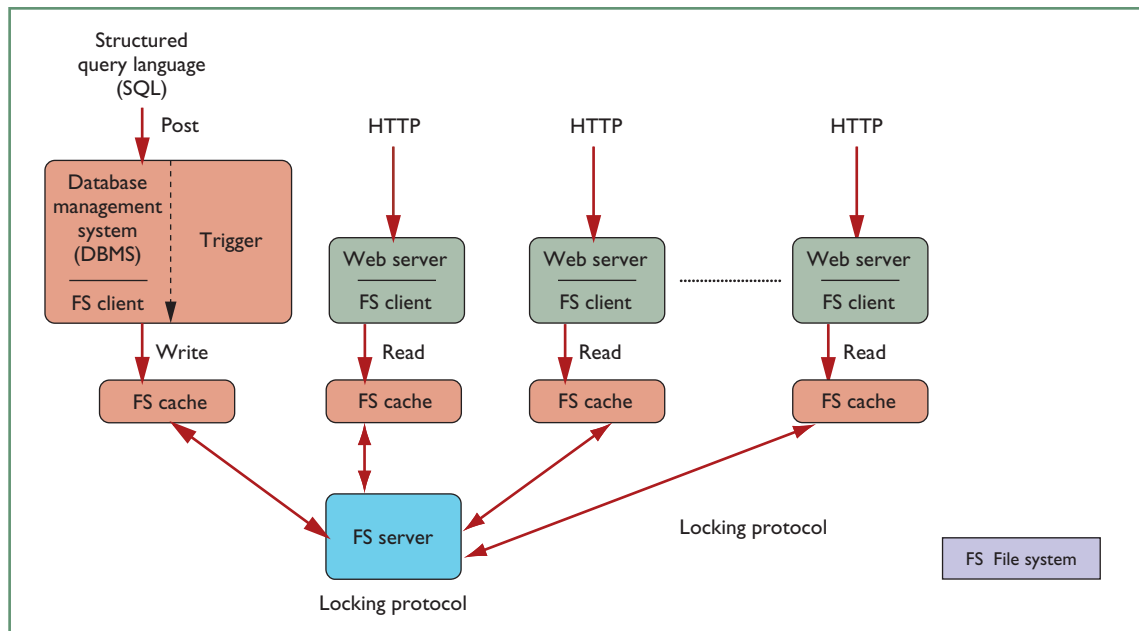 Structured
query language
(SQL)
Post
HTTP
HTTP
HTTP
Database
management
system
(DBMS)
FS client
Trigger
Web server
FS client
Web server
FS client
Web server
FS client
Write
Read
Read
Read
FS cache
FS cache
FS cache
FS cache
FS server
Locking protocol
Locking protocol
FS File system